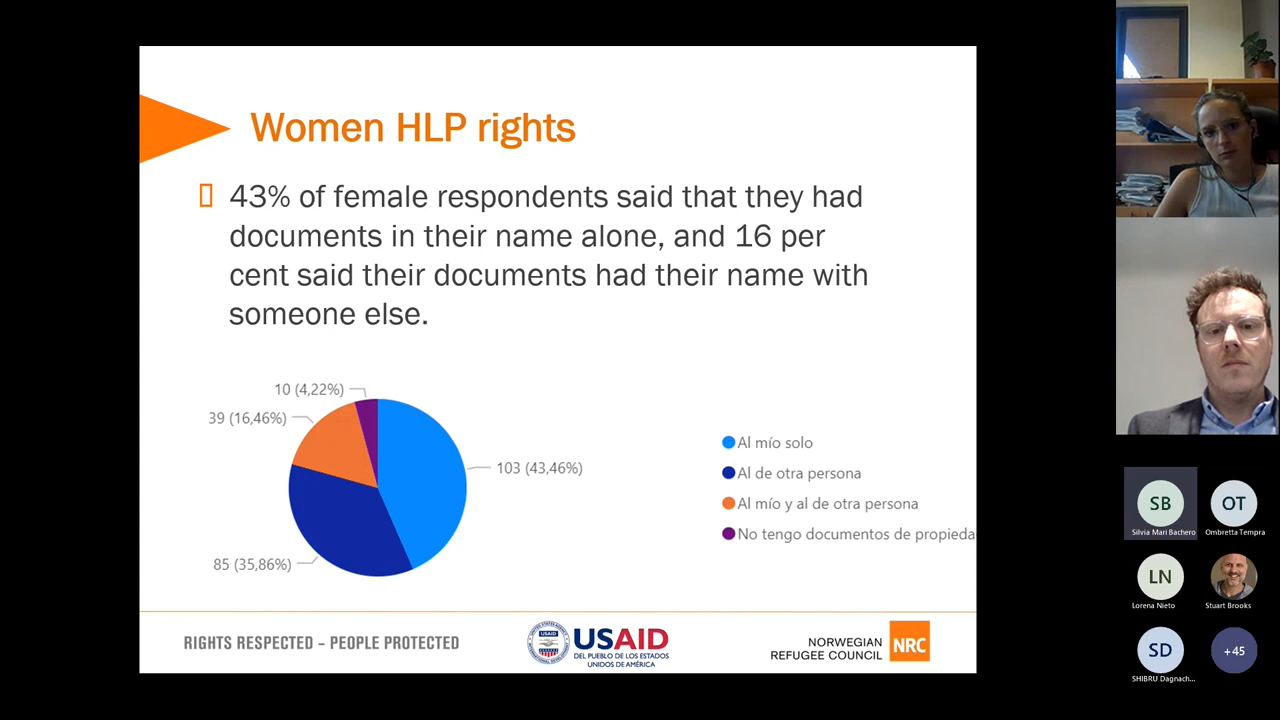 Women HLP rights
43% of female respondents said that they had
documents in their name alone, and 16 per
cent said their documents had their name with
someone else.
10 (4,22%)
39 (16,46%)
103 (43,46%)
85 (35,86%)
Al mío solo
Al de otra persona
Al mío y al de otra persona
No tengo documentos de propieda
RIGHTS RESPECTED – PEOPLE PROTECTED
USAID
USAID
DEL PUEBLO DE LOS ESTADOS
UNIDOS DE AMÉRICA
NORWEGIAN
REFUGEE COUNCIL
NRC
SB
Silvia Mari Bachero
OT
Ombretta Tempra
LN
Lorena Nieto
Stuart Brooks
SD
SHIBRU Dagnach...
+45